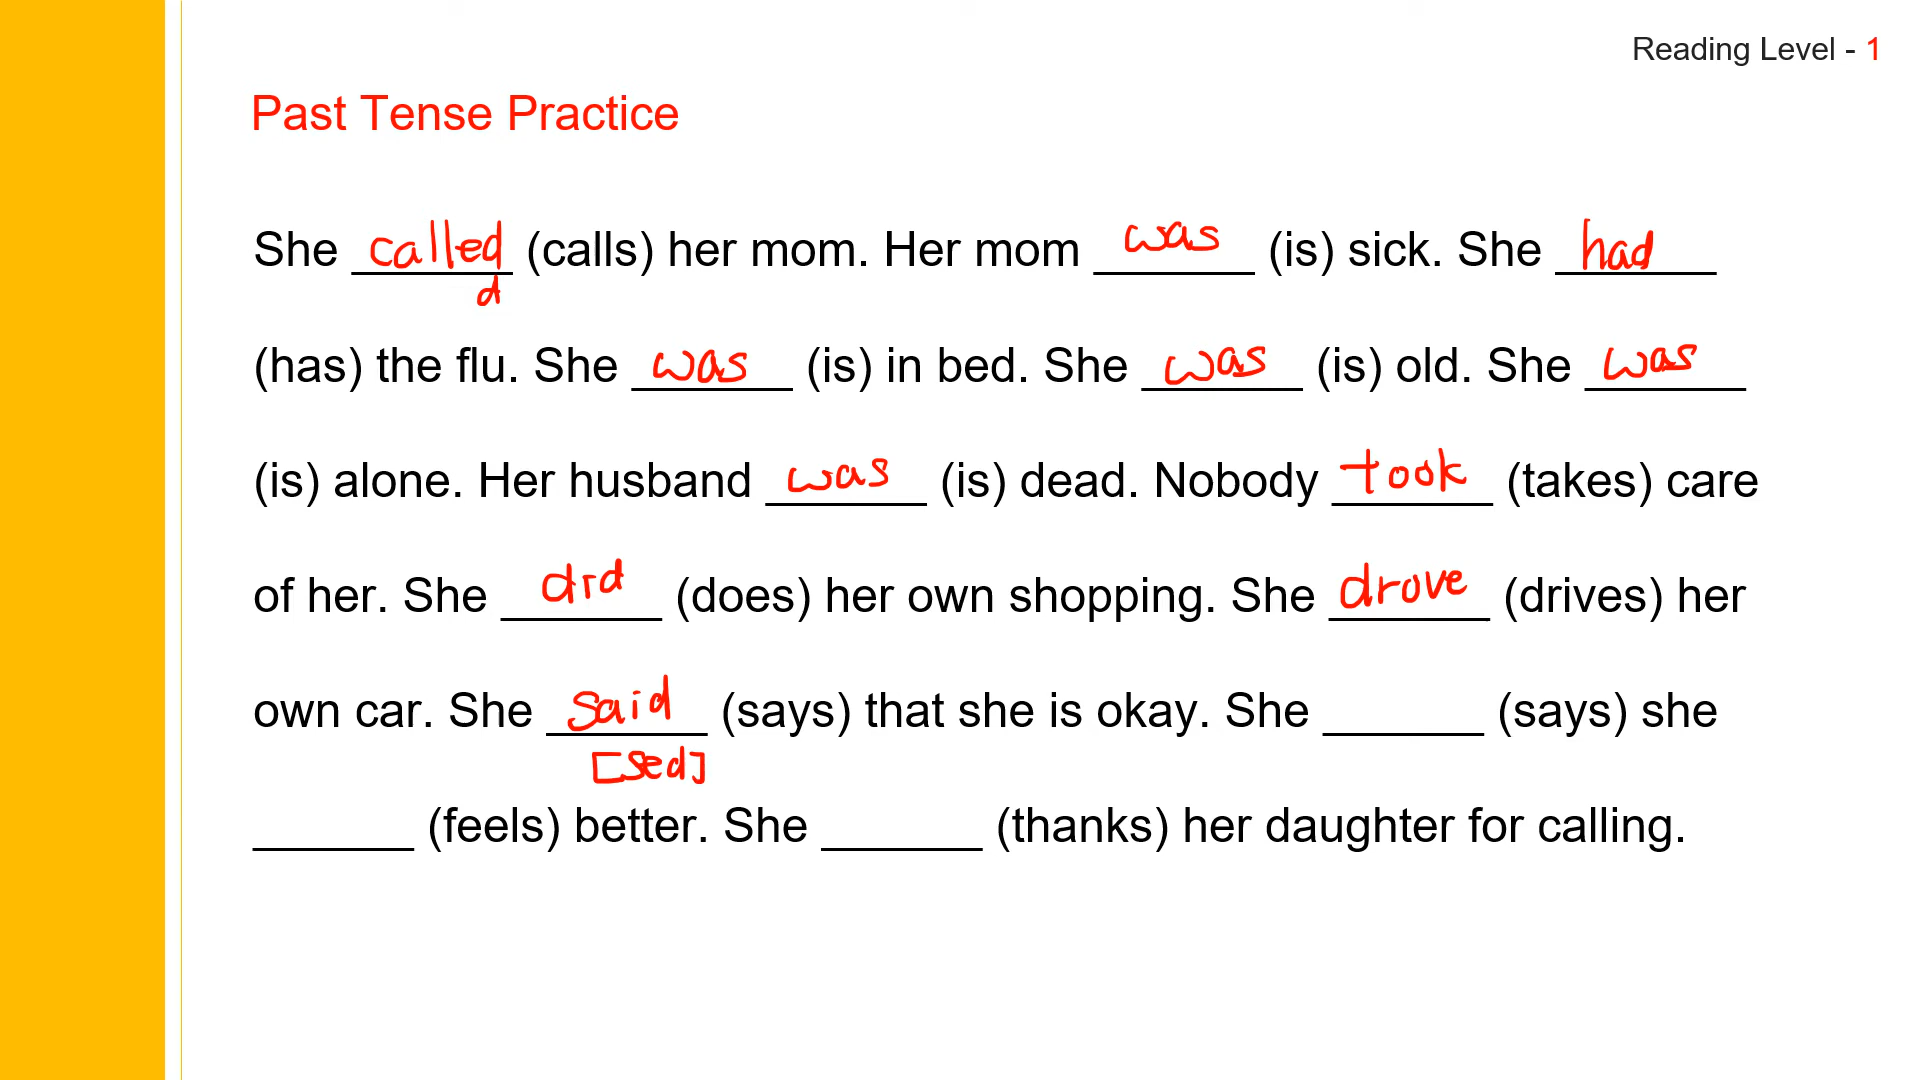 Reading Level - 1
Past Tense Practice
She called (calls) her mom. Her mom was (is) sick. She had
d
(has) the flu. She was (is) in bed. She was (is) old. She was
(is) alone. Her husband was (is) dead. Nobody took (takes) care
of her. She did (does) her own shopping. She drove (drives) her
own car. She said (says) that she is okay. She ______ (says) she
[sed]
______ (feels) better. She ______ (thanks) her daughter for calling.